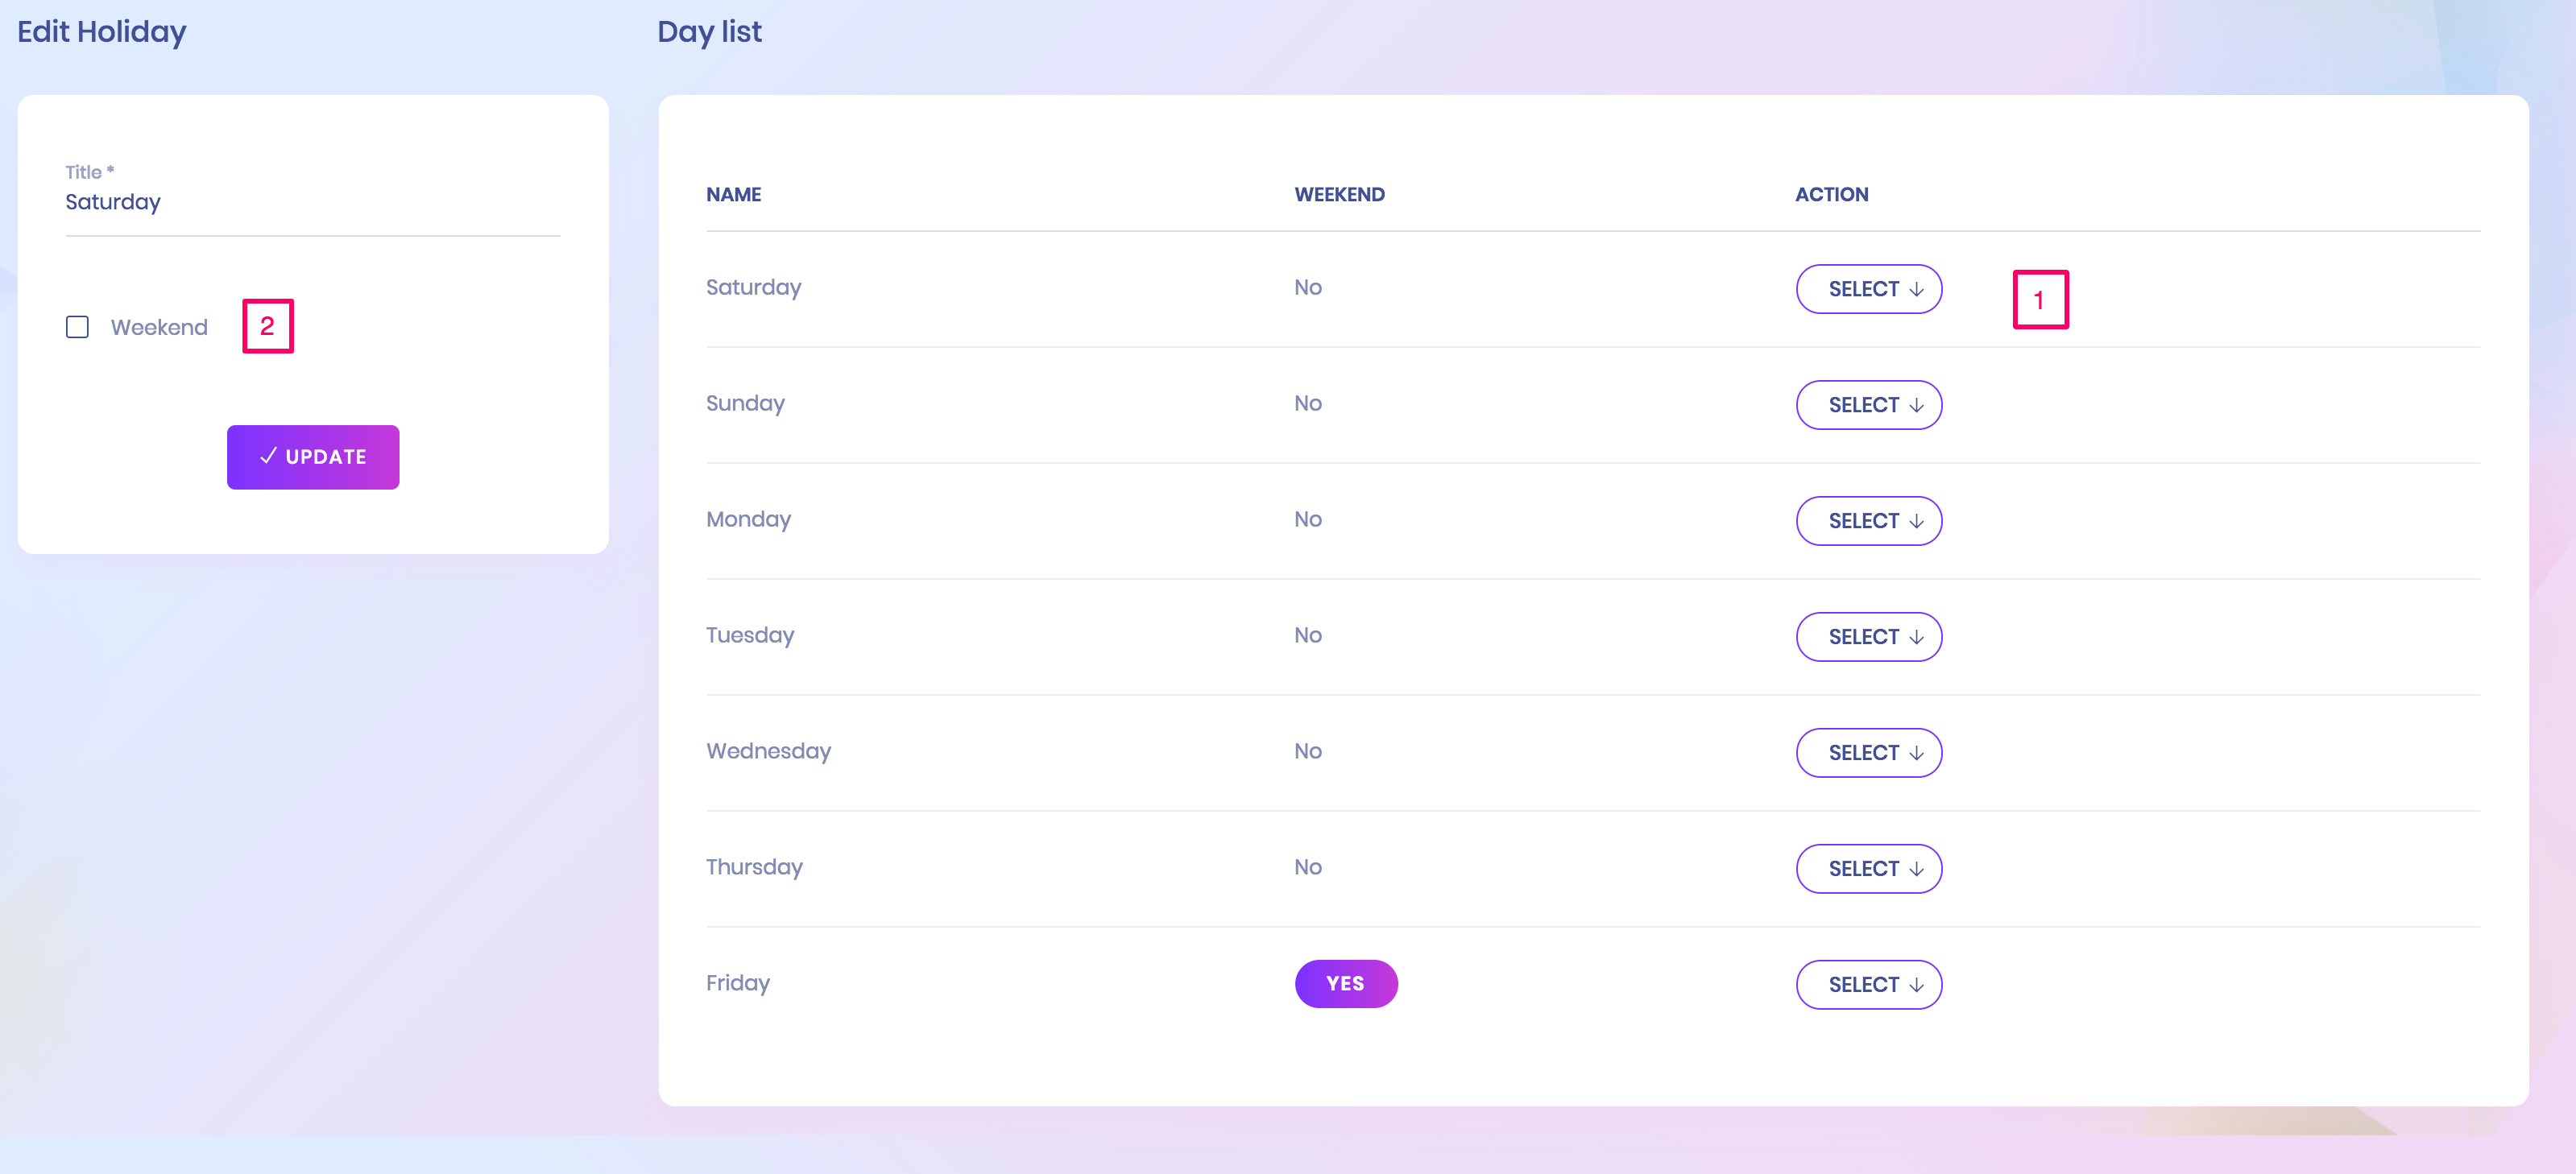 Edit Holiday
Day list
Title *
Saturday
Weekend
2
UPDATE
NAME WEEKEND ACTION
Saturday No SELECT
1
Sunday No SELECT
Monday No SELECT
Tuesday No SELECT
Wednesday No SELECT
Thursday No SELECT
Friday YES SELECT